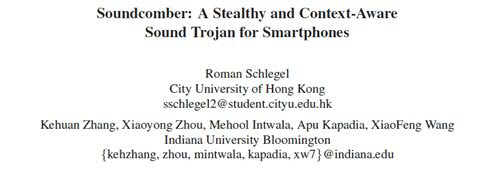 Soundcomber: A Stealthy and Context-Aware
Sound Trojan for Smartphones
Roman Schlegel
City University of Hong Kong
sschlegel2@student.cityu.edu.hk
Kehuan Zhang, Xiaoyong Zhou, Mehool Intwala, Apu Kapadia, XiaoFeng Wang
Indiana University Bloomington
{kehzhang, zhou, mintwala, kapadia, xw7}@indiana.edu